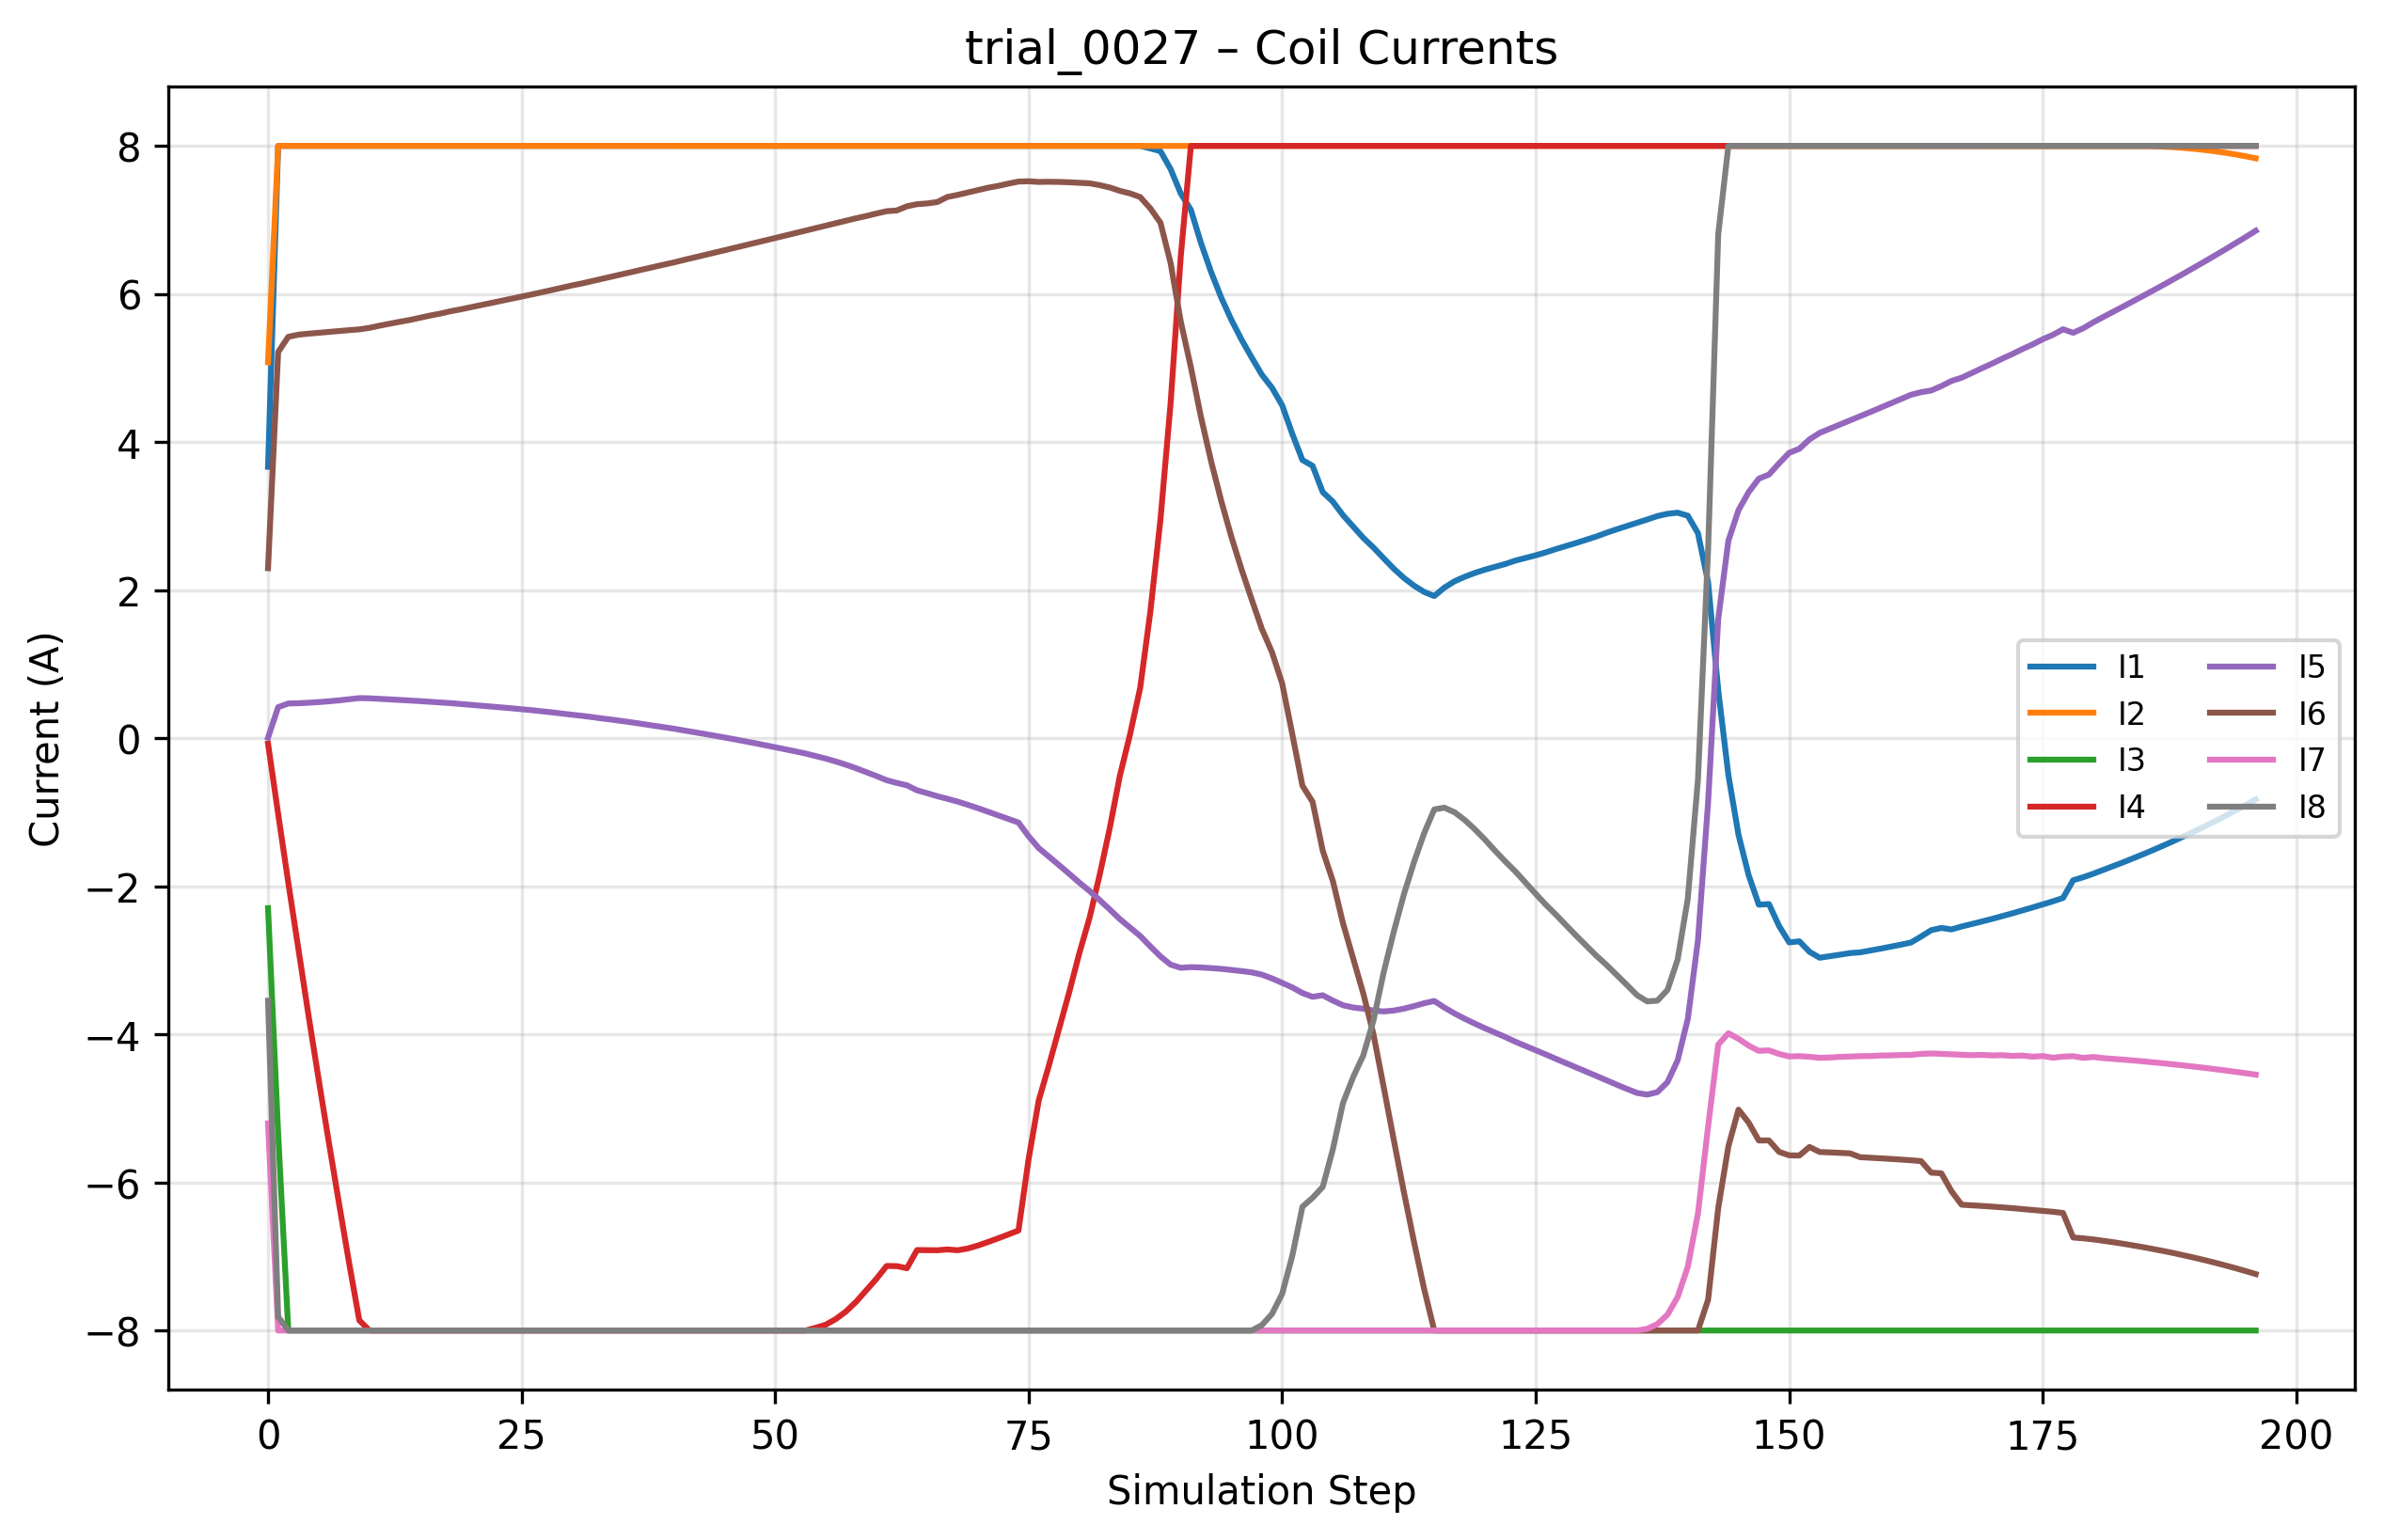 trial_0027 – Coil Currents
Current (A)
8
6
4
2
0
−2
−4
−6
−8
I1
I2
I3
I4
I5
I6
I7
I8
0 25 50 75 100 125 150 175 200
Simulation Step